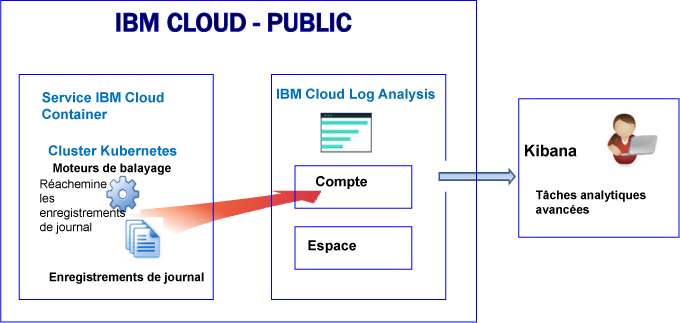 IBM CLOUD - PUBLIC
Service IBM Cloud
Container
Cluster Kubernetes
Moteurs de balayage
Réachemine
les
enregistrements
de journal
Enregistrements de journal
IBM Cloud Log Analysis
Compte
Espace
Kibana
Tâches analytiques
avancées